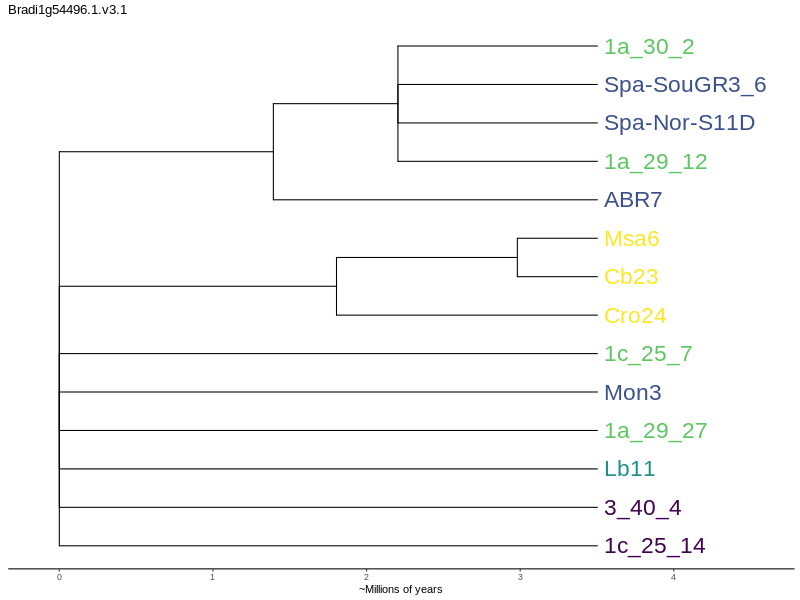 Bradi1g54496.1.v3.1
1a_30_2
Spa-SouGR3_6
Spa-Nor-S11D
1a_29_12
ABR7
Msa6
Cb23
Cro24
1c_25_7
Mon3
1a_29_27
Lb11
3_40_4
1c_25_14
0 1 2 3 4
~Millions of years